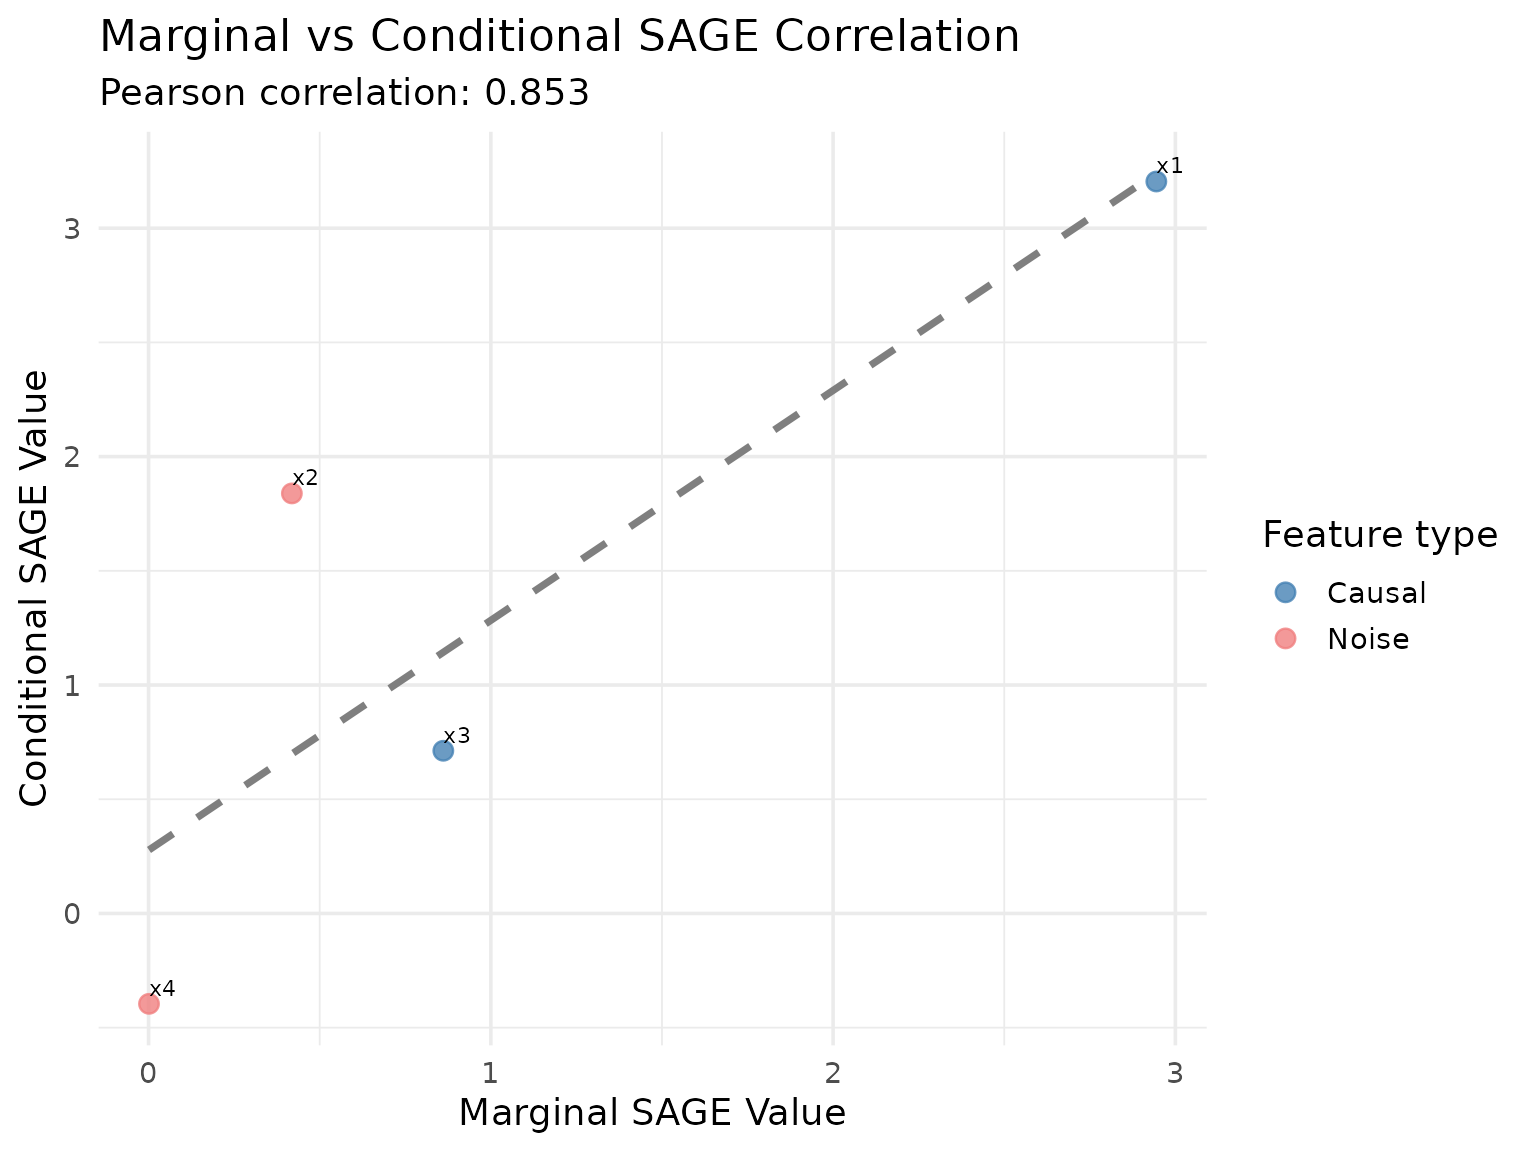 Marginal vs Conditional SAGE Correlation
Pearson correlation: 0.853
Conditional SAGE Value
3
2
1
0
x1
x2
x3
x4
0 1 2 3
Marginal SAGE Value
Feature type
Causal
Noise